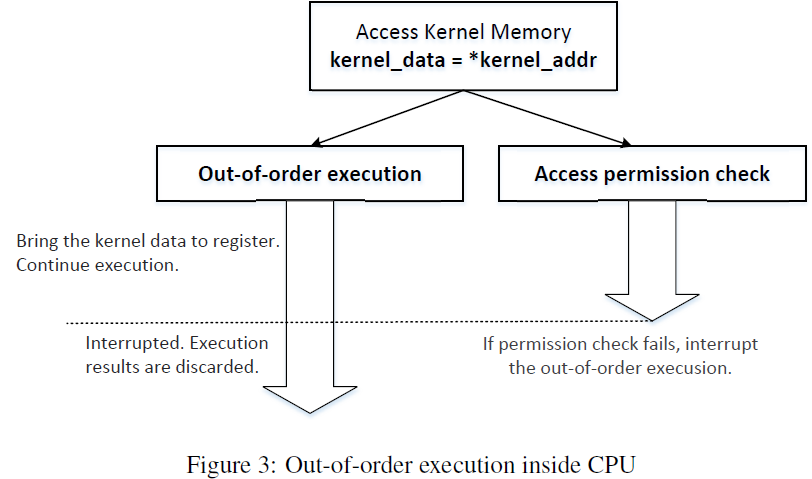 Access Kernel Memory
kernel_data = *kernel_addr
Out-of-order execution
Access permission check
Bring the kernel data to register.
Continue execution.
Interrupted. Execution
results are discarded.
If permission check fails, interrupt
the out-of-order execusion.
Figure 3: Out-of-order execution inside CPU